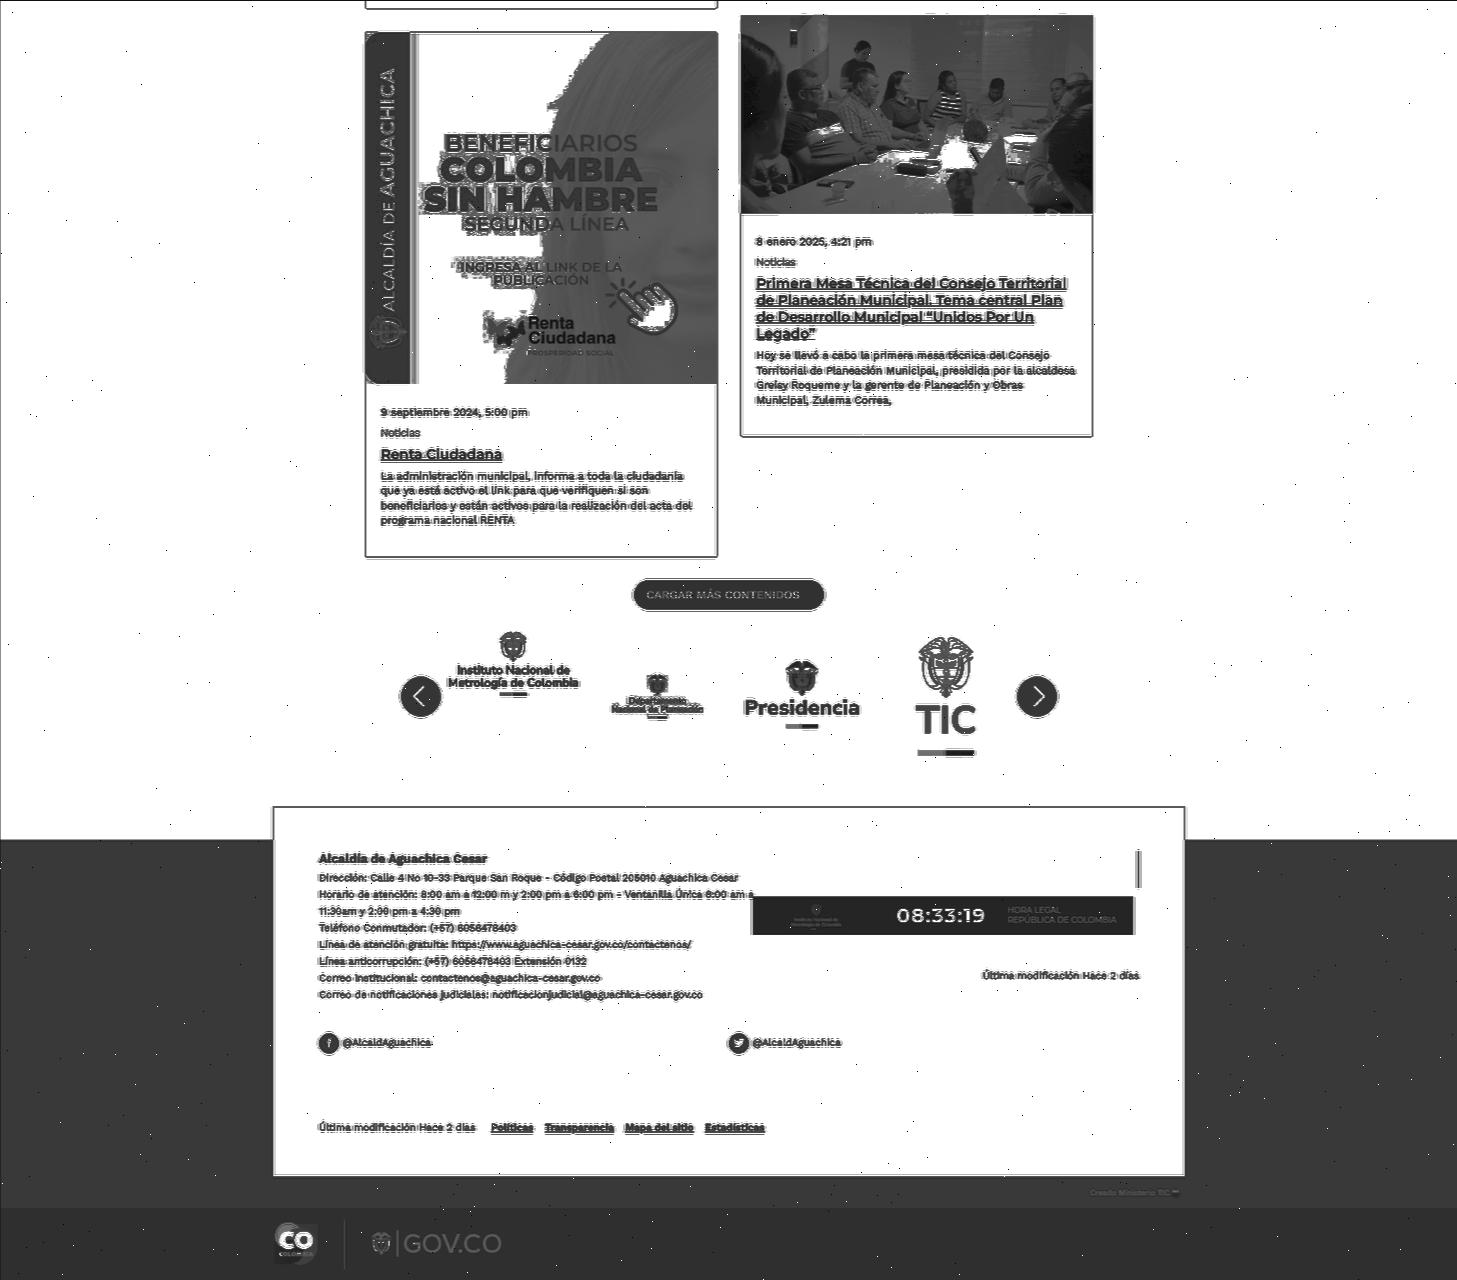 ALCALDÍA DE AGUACHICA
BENEFICIARIOS
COLOMBIA
SIN HAMBRE
SEGUNDA LÍNEA
INGRESA AL LINK DE LA
PUBLICACIÓN
Renta
Ciudadana
PROSPERIDAD SOCIAL
9 septiembre 2024, 5:00 pm
Noticias
Renta Ciudadana
La administración municipal, informa a toda la ciudadanía
que ya está activo el link para que verifiquen si son
beneficiarios y están activos para la realización del acta del
programa nacional RENTA
8 enero 2025, 4:21 pm
Noticias
Primera Mesa Técnica del Consejo Territorial
de Planeación Municipal. Tema central Plan
de Desarrollo Municipal “Unidos Por Un
Legado”
Hoy se llevó a cabo la primera mesa técnica del Consejo
Territorial de Planeación Municipal, presidida por la alcaldesa
Greisy Roqueme y la gerente de Planeación y Obras
Municipal, Zulema Correa,
CARGAR MÁS CONTENIDOS
Instituto Nacional de
Metrología de Colombia
Departamento
Nacional de Planeación
Presidencia
TIC
Alcaldía de Aguachica Cesar
Dirección: Calle 4 No 10-33 Parque San Roque - Código Postal 205010 Aguachica Cesar
Horario de atención: 8:00 am a 12:00 m y 2:00 pm a 6:00 pm - Ventanilla Única 8:00 am a
11:30am y 2:00 pm a 4:30 pm
Teléfono Conmutador: (+57) 6056478403
Línea de atención gratuita: https://www.aguachica-cesar.gov.co/contactenos/
Línea anticorrupción: (+57) 6056478403 Extensión 0132
Correo Institucional: contactenos@aguachica-cesar.gov.co
Correo de notificaciones judiciales: notificacionjudicial@aguachica-cesar.gov.co
Instituto Nacional de
Metrología de Colombia
08:33:19
HORA LEGAL
REPÚBLICA DE COLOMBIA
Última modificación Hace 2 días
@AlcaldAguachica
@AlcaldAguachica
Última modificación Hace 2 días Políticas Transparencia Mapa del sitio Estadísticas
Creado Ministerio TIC
CO
COLOMBIA
GOV.CO